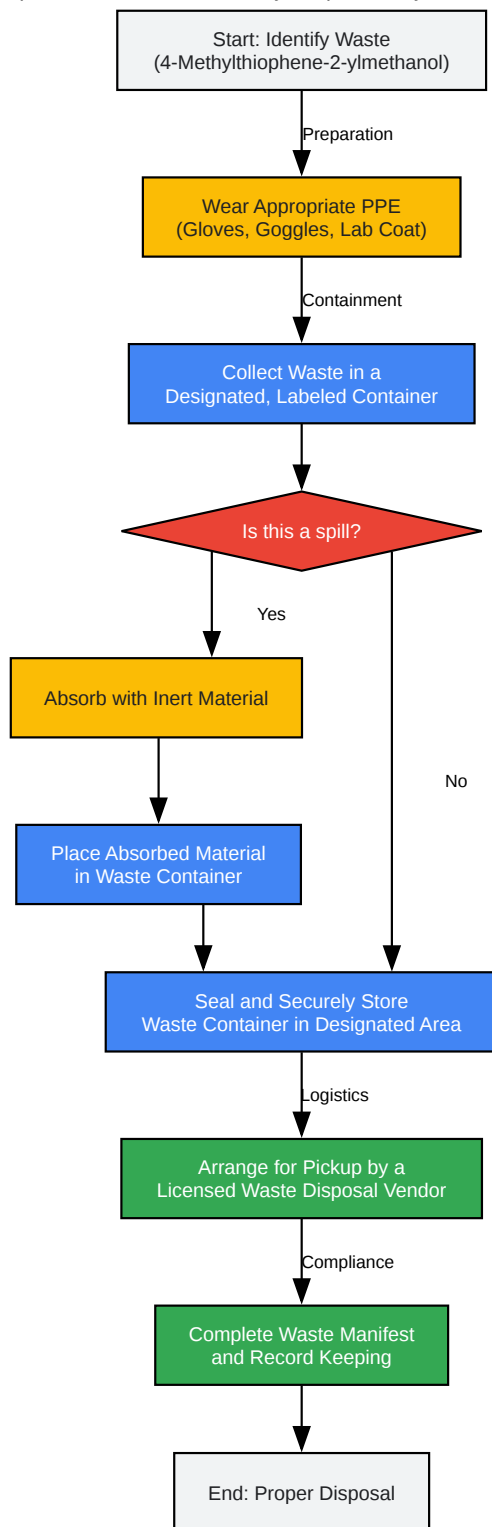 Start: Identify Waste
(4-Methylthiophene-2-ylmethanol)
Preparation
Wear Appropriate PPE
(Gloves, Goggles, Lab Coat)
Containment
Collect Waste in a
Designated, Labeled Container
Is this a spill?
Yes
Absorb with Inert Material
No
Place Absorbed Material
in Waste Container
Seal and Securely Store
Waste Container in Designated Area
Logistics
Arrange for Pickup by a
Licensed Waste Disposal Vendor
Compliance
Complete Waste Manifest
and Record Keeping
End: Proper Disposal